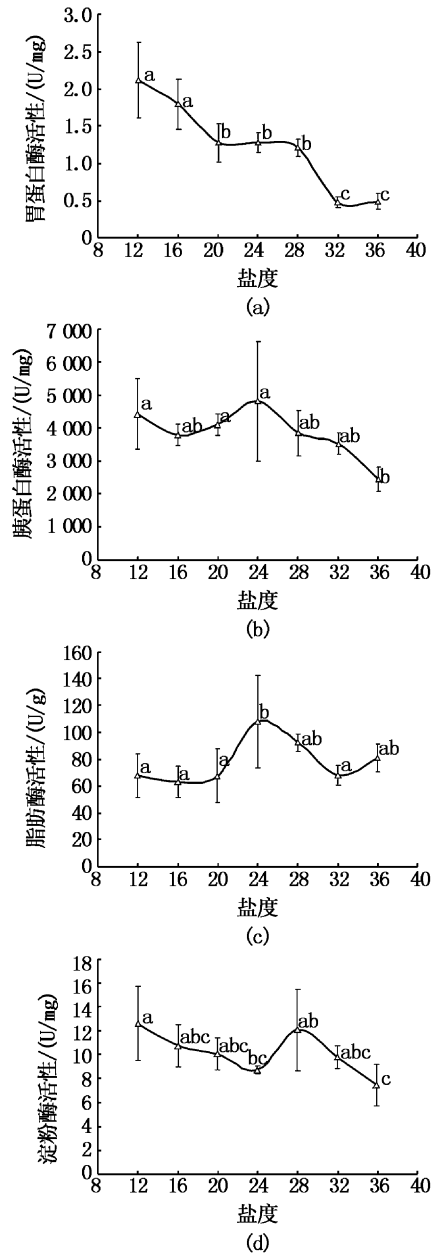 3.0
2.5
2.0
1.5
1.0
0.5
0
胃蛋白酶活性/(U/mg)
a
a
b
b
b
c
c
8 12 16 20 24 28 32 36 40
盐度
(a)
7 000
6 000
5 000
4 000
3 000
2 000
1 000
0
胰蛋白酶活性/(U/mg)
a
ab
a
a
ab
ab
b
8 12 16 20 24 28 32 36 40
盐度
(b)
160
140
120
100
80
60
40
20
0
脂肪酶活性/(U/g)
a
a
a
b
ab
a
ab
8 12 16 20 24 28 32 36 40
盐度
(c)
18
16
14
12
10
8
6
4
2
0
淀粉酶活性/(U/mg)
a
abc
abc
bc
ab
abc
c
8 12 16 20 24 28 32 36 40
盐度
(d)